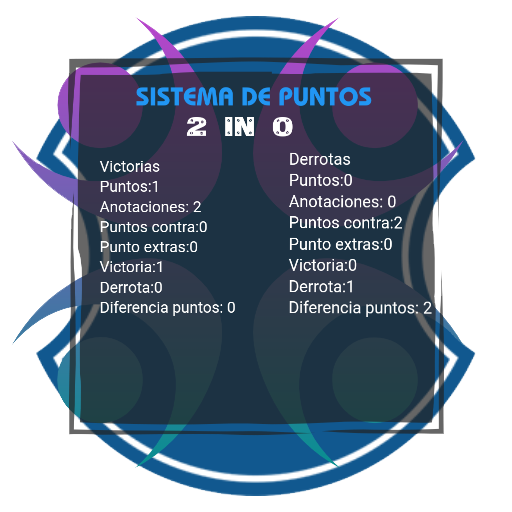 SISTEMA DE PUNTOS
2 IN 0
Victorias
Puntos:1
Anotaciones: 2
Puntos contra:0
Punto extras:0
Victoria:1
Derrota:0
Diferencia puntos: 0
Derrotas
Puntos:0
Anotaciones: 0
Puntos contra:2
Punto extras:0
Victoria:0
Derrota:1
Diferencia puntos: 2